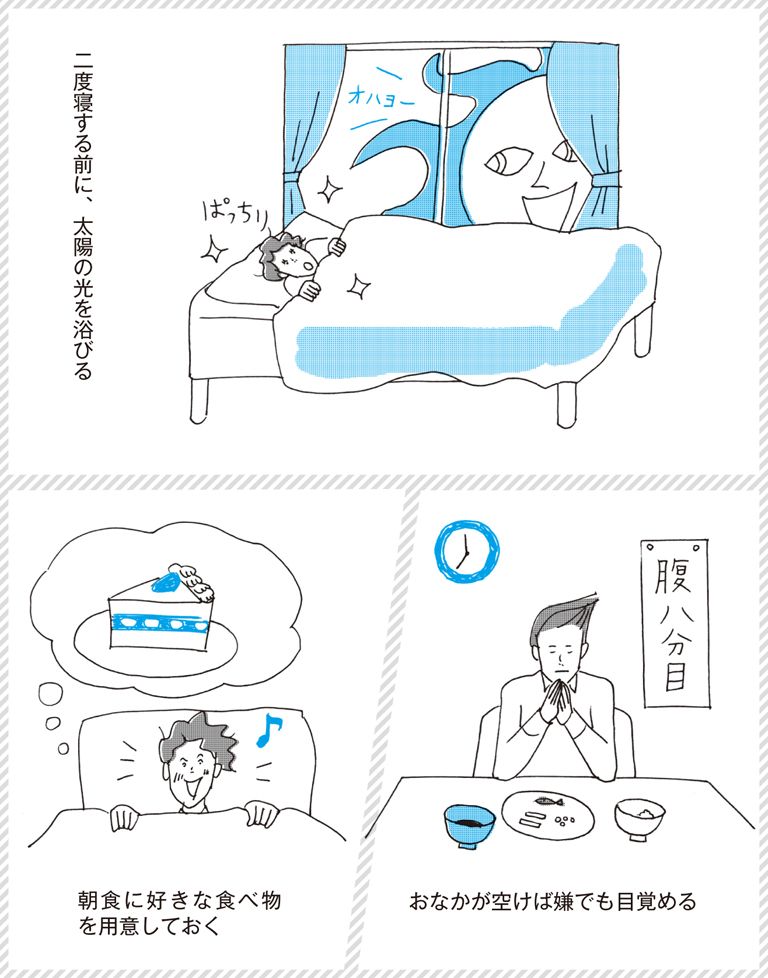 二度寝する前に、太陽の光を浴びる
オハヨー
ぱっちり
腹八分目
朝食に好きな食べ物
を用意しておく
おなかが空けば嫌でも目覚める